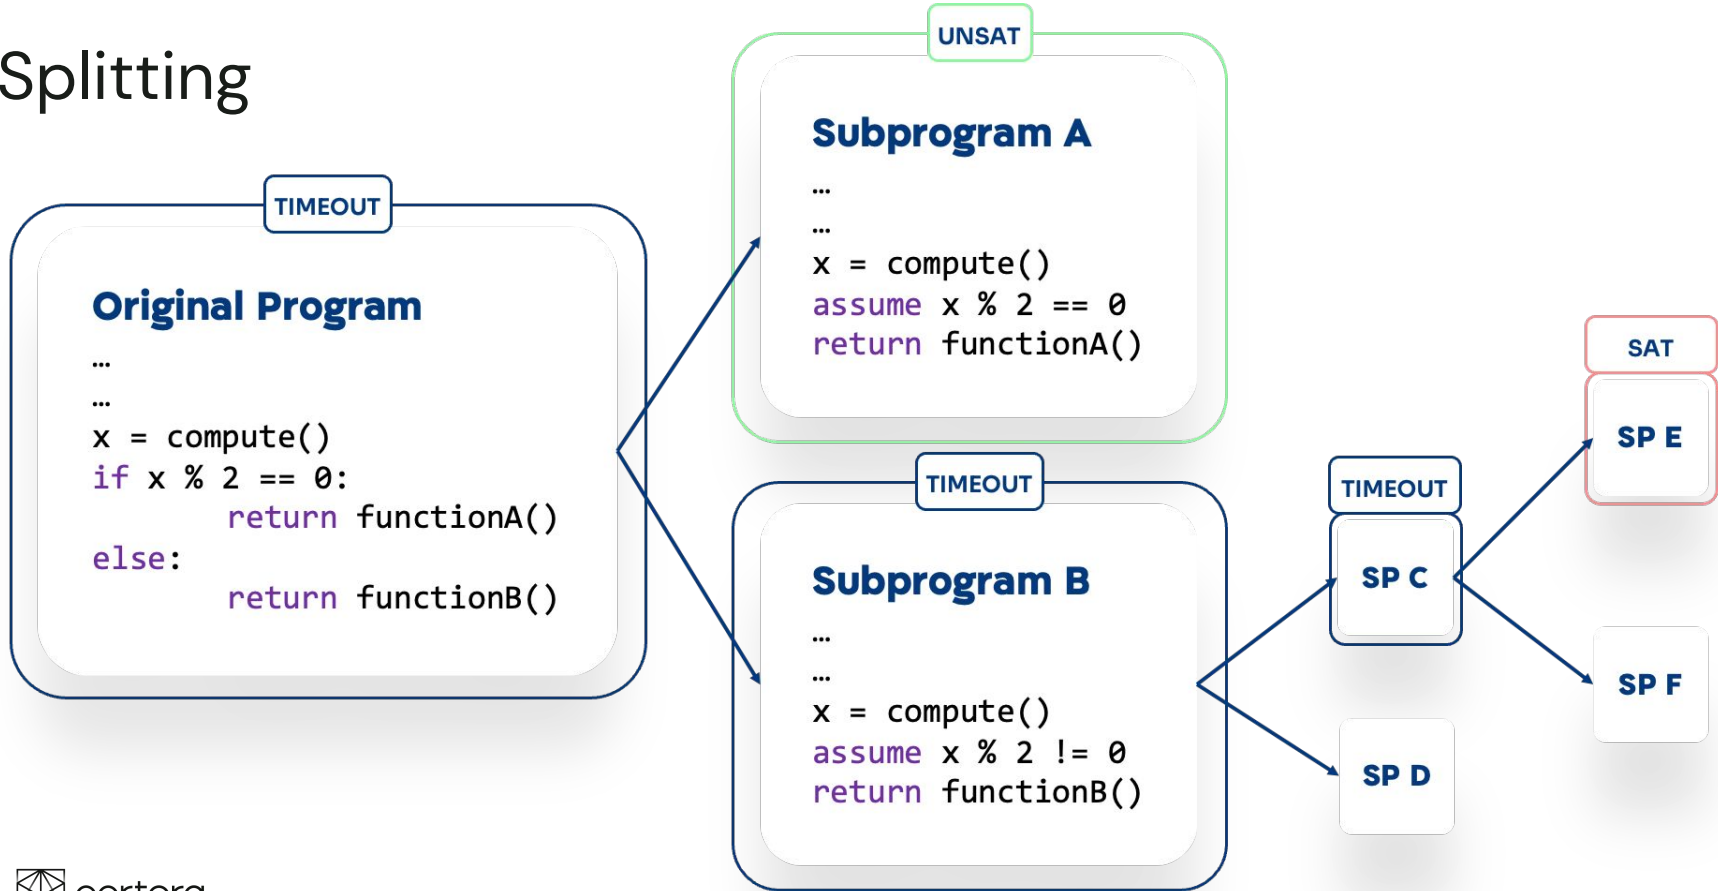 Splitting
TIMEOUT
Original Program
…
…
x = compute()
if x % 2 == 0:
return functionA()
else:
return functionB()
UNSAT
Subprogram A
…
…
x = compute()
assume x % 2 == 0
return functionA()
TIMEOUT
Subprogram B
…
…
x = compute()
assume x % 2 != 0
return functionB()
TIMEOUT
SP C
SP D
SAT
SP E
SP F
certora